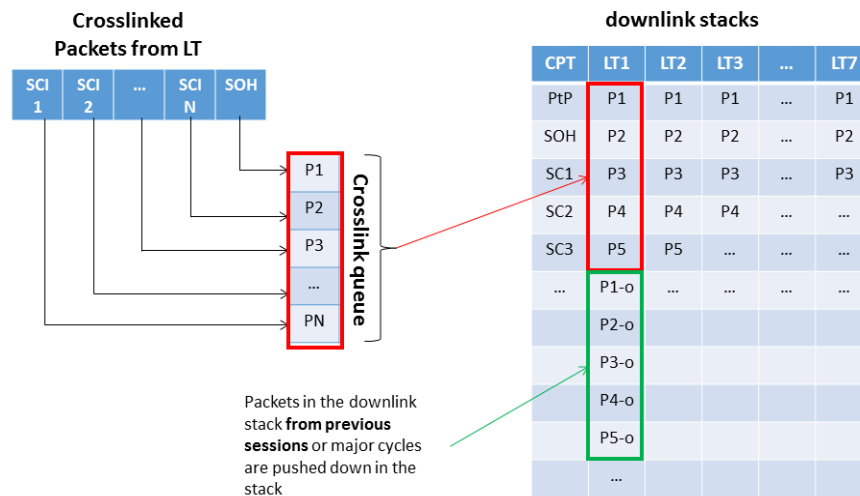 Crosslinked
Packets from LT
SCI
1
SCI
2
...
SCI
N
SOH
P1
P2
P3
...
PN
Crosslink queue
Packets in the downlink
stack from previous
sessions or major cycles
are pushed down in the
stack
downlink stacks
CPT LT1 LT2 LT3 ... LT7
PtP P1 P1 P1 ... P1
SOH P2 P2 P2 ... P2
SC1 P3 P3 P3 ... P3
SC2 P4 P4 P4 ... ...
SC3 P5 P5 ... ... ...
... P1-o ... ... ... ...
P2-o
P3-o
P4-o
P5-o
...